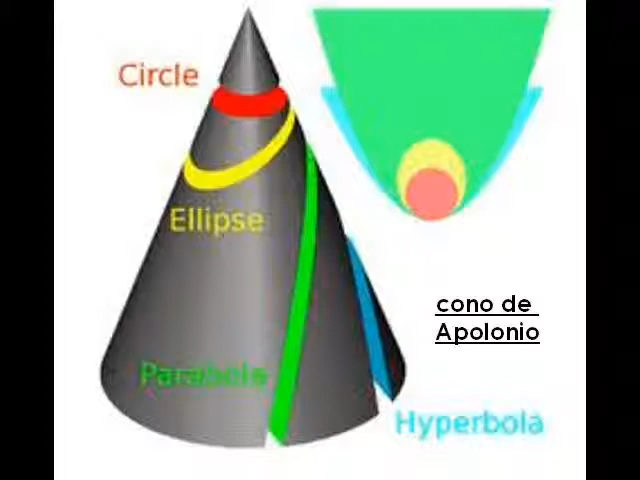 Circle
Ellipse
cono de
Apolonio
Parabola
Hyperbola